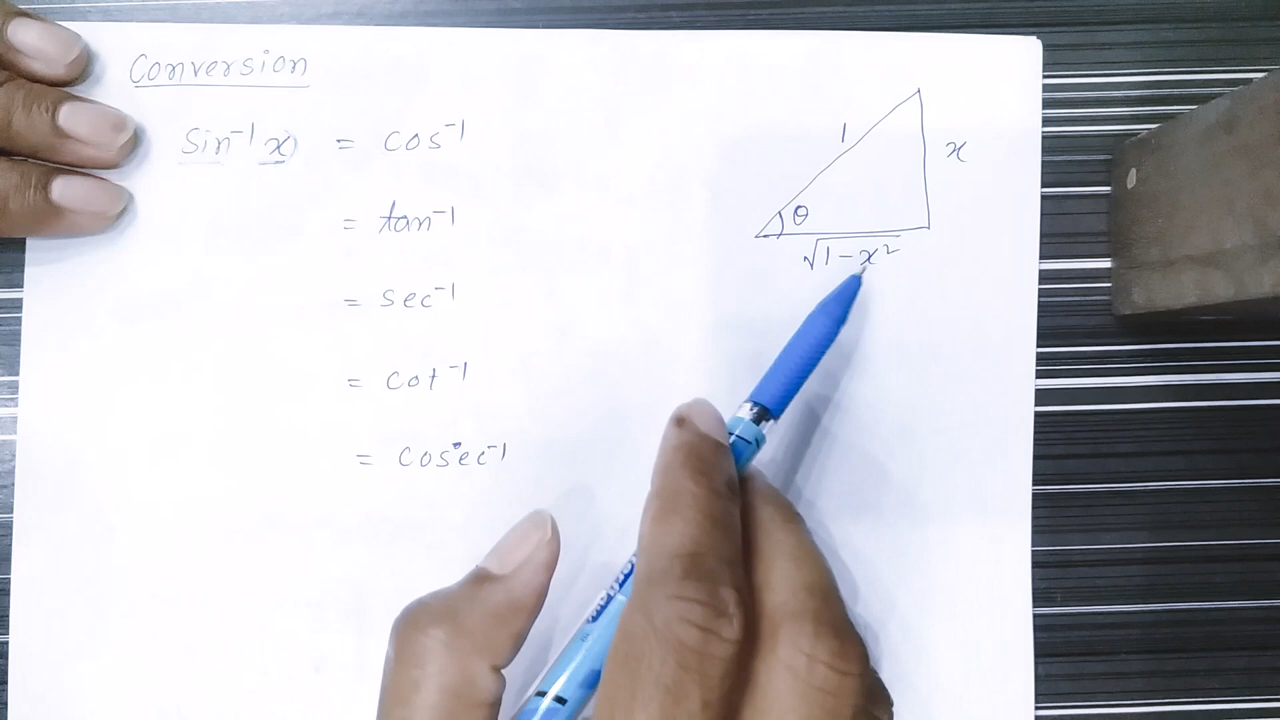 Conversion
sin⁻¹x = cos⁻¹
= tan⁻¹
= sec⁻¹
= cot⁻¹
= cosec⁻¹
1
x
θ
√1-x²